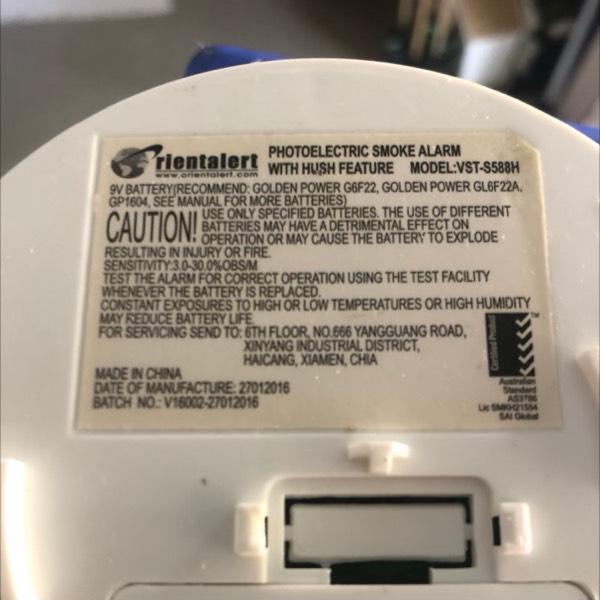 Orientalert
www.orientalert.com
PHOTOELECTRIC SMOKE ALARM
WITH HUSH FEATURE MODEL:VST-S588H
9V BATTERY(RECOMMEND: GOLDEN POWER G6F22, GOLDEN POWER GL6F22A,
GP1604, SEE MANUAL FOR MORE BATTERIES)
CAUTION! USE ONLY SPECIFIED BATTERIES. THE USE OF DIFFERENT
BATTERIES MAY HAVE A DETRIMENTAL EFFECT ON
OPERATION OR MAY CAUSE THE BATTERY TO EXPLODE
RESULTING IN INJURY OR FIRE.
SENSITIVITY:3.0-30.0%OBS/M
TEST THE ALARM FOR CORRECT OPERATION USING THE TEST FACILITY
WHENEVER THE BATTERY IS REPLACED.
CONSTANT EXPOSURES TO HIGH OR LOW TEMPERATURES OR HIGH HUMIDITY
MAY REDUCE BATTERY LIFE.
FOR SERVICING SEND TO: 6TH FLOOR, NO.666 YANGGUANG ROAD,
XINYANG INDUSTRIAL DISTRICT,
HAICANG, XIAMEN, CHIA
MADE IN CHINA
DATE OF MANUFACTURE: 27012016
BATCH NO.: V16002-27012016
Certified Product
TM
Australian
Standard
AS3786
Lic SMKH21554
SAI Global